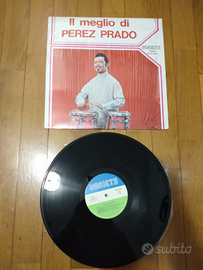 Il meglio di
PEREZ PRADO
VARIETY
VARIETY
subito